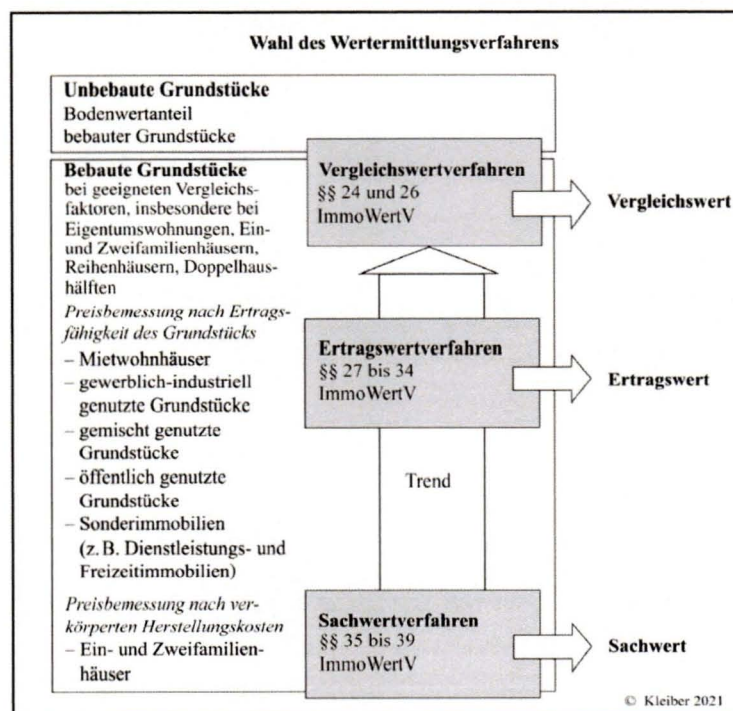 Wahl des Wertermittlungsverfahrens
Unbebaute Grundstücke
Bodenwertanteil
bebauter Grundstücke
Bebaute Grundstücke
bei geeigneten Vergleichs-
faktoren, insbesondere bei
Eigentumswohnungen, Ein-
und Zweifamilienhäusern,
Reihenhäusern, Doppelhaus-
hälften
Preisbemessung nach Ertrags-
fähigkeit des Grundstücks
– Mietwohnhäuser
– gewerblich-industriell
genutzte Grundstücke
– gemischt genutzte
Grundstücke
– öffentlich genutzte
Grundstücke
– Sonderimmobilien
(z. B. Dienstleistungs- und
Freizeitimmobilien)
Preisbemessung nach ver-
körperten Herstellungskosten
– Ein- und Zweifamilien-
häuser
Vergleichswertverfahren
§§ 24 und 26
ImmoWertV
Vergleichswert
Ertragswertverfahren
§§ 27 bis 34
ImmoWertV
Ertragswert
Trend
Sachwertverfahren
§§ 35 bis 39
ImmoWertV
Sachwert
© Kleiber 2021